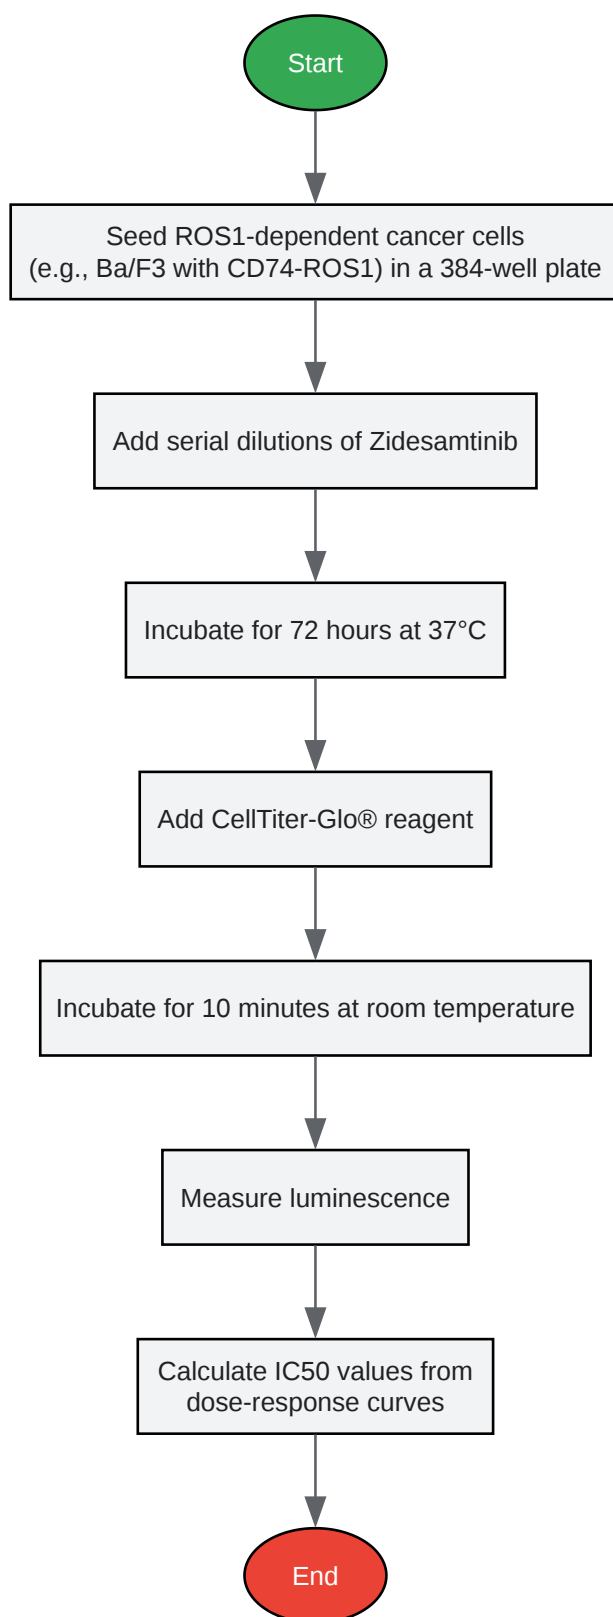 Start
Seed ROS1-dependent cancer cells
(e.g., Ba/F3 with CD74-ROS1) in a 384-well plate
Add serial dilutions of Zidesamtinib
Incubate for 72 hours at 37°C
Add CellTiter-Glo® reagent
Incubate for 10 minutes at room temperature
Measure luminescence
Calculate IC50 values from
dose-response curves
End